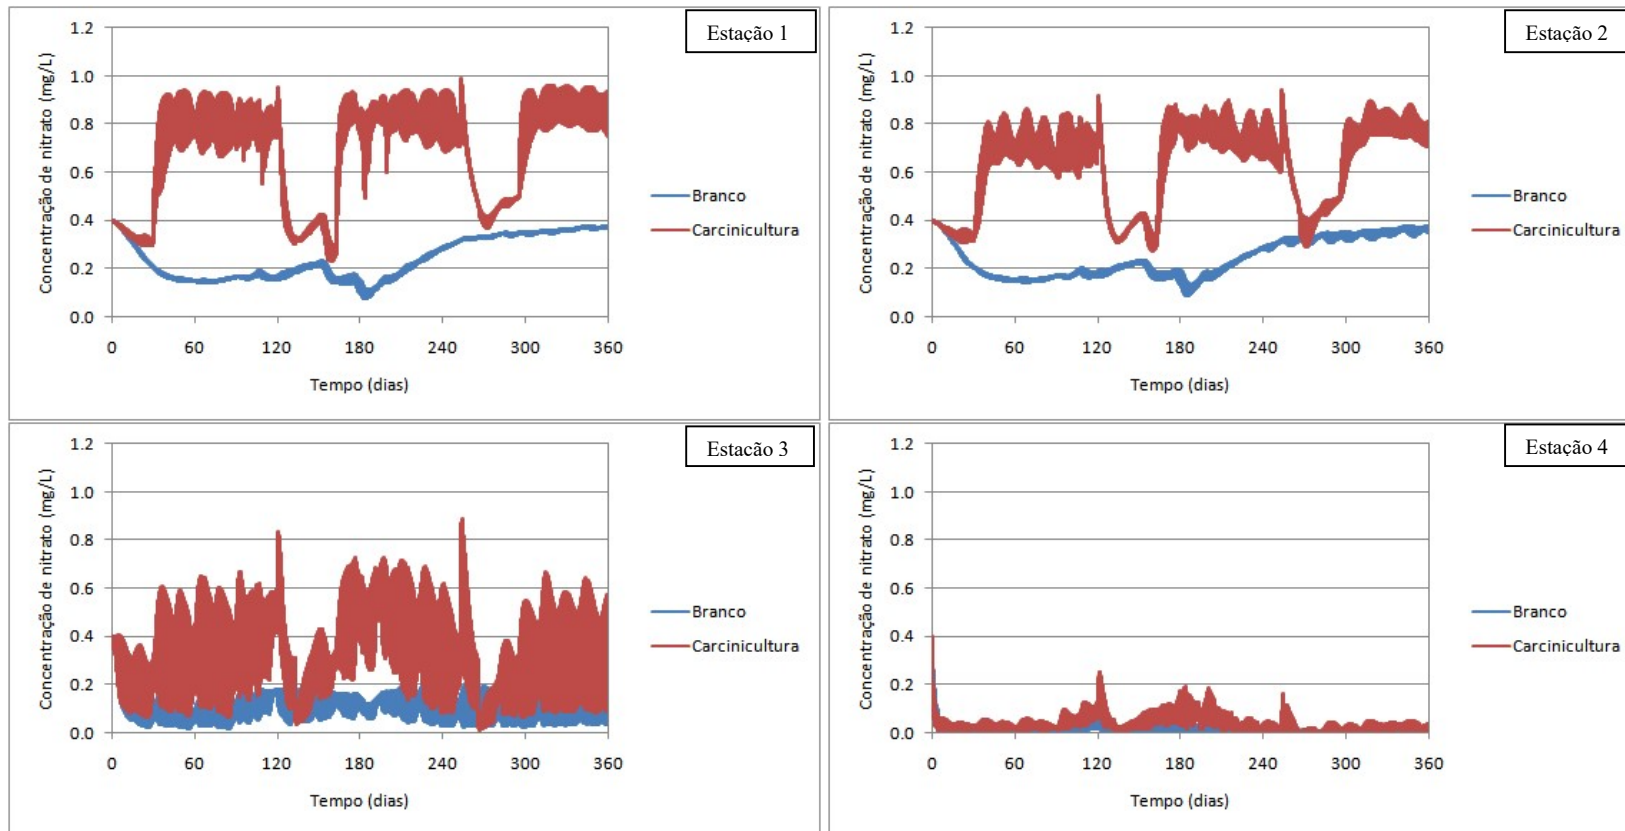 Estação 1
Concentração de nitrato (mg/L)
1.2
1.0
0.8
0.6
0.4
0.2
0.0
0 60 120 180 240 300 360
Tempo (dias)
Branco
Carcinicultura
Estação 2
Concentração de nitrato (mg/L)
1.2
1.0
0.8
0.6
0.4
0.2
0.0
0 60 120 180 240 300 360
Tempo (dias)
Branco
Carcinicultura
Estacão 3
Concentração de nitrato (mg/L)
1.2
1.0
0.8
0.6
0.4
0.2
0.0
0 60 120 180 240 300 360
Tempo (dias)
Branco
Carcinicultura
Estação 4
Concentração de nitrato (mg/L)
1.2
1.0
0.8
0.6
0.4
0.2
0.0
0 60 120 180 240 300 360
Tempo (dias)
Branco
Carcinicultura